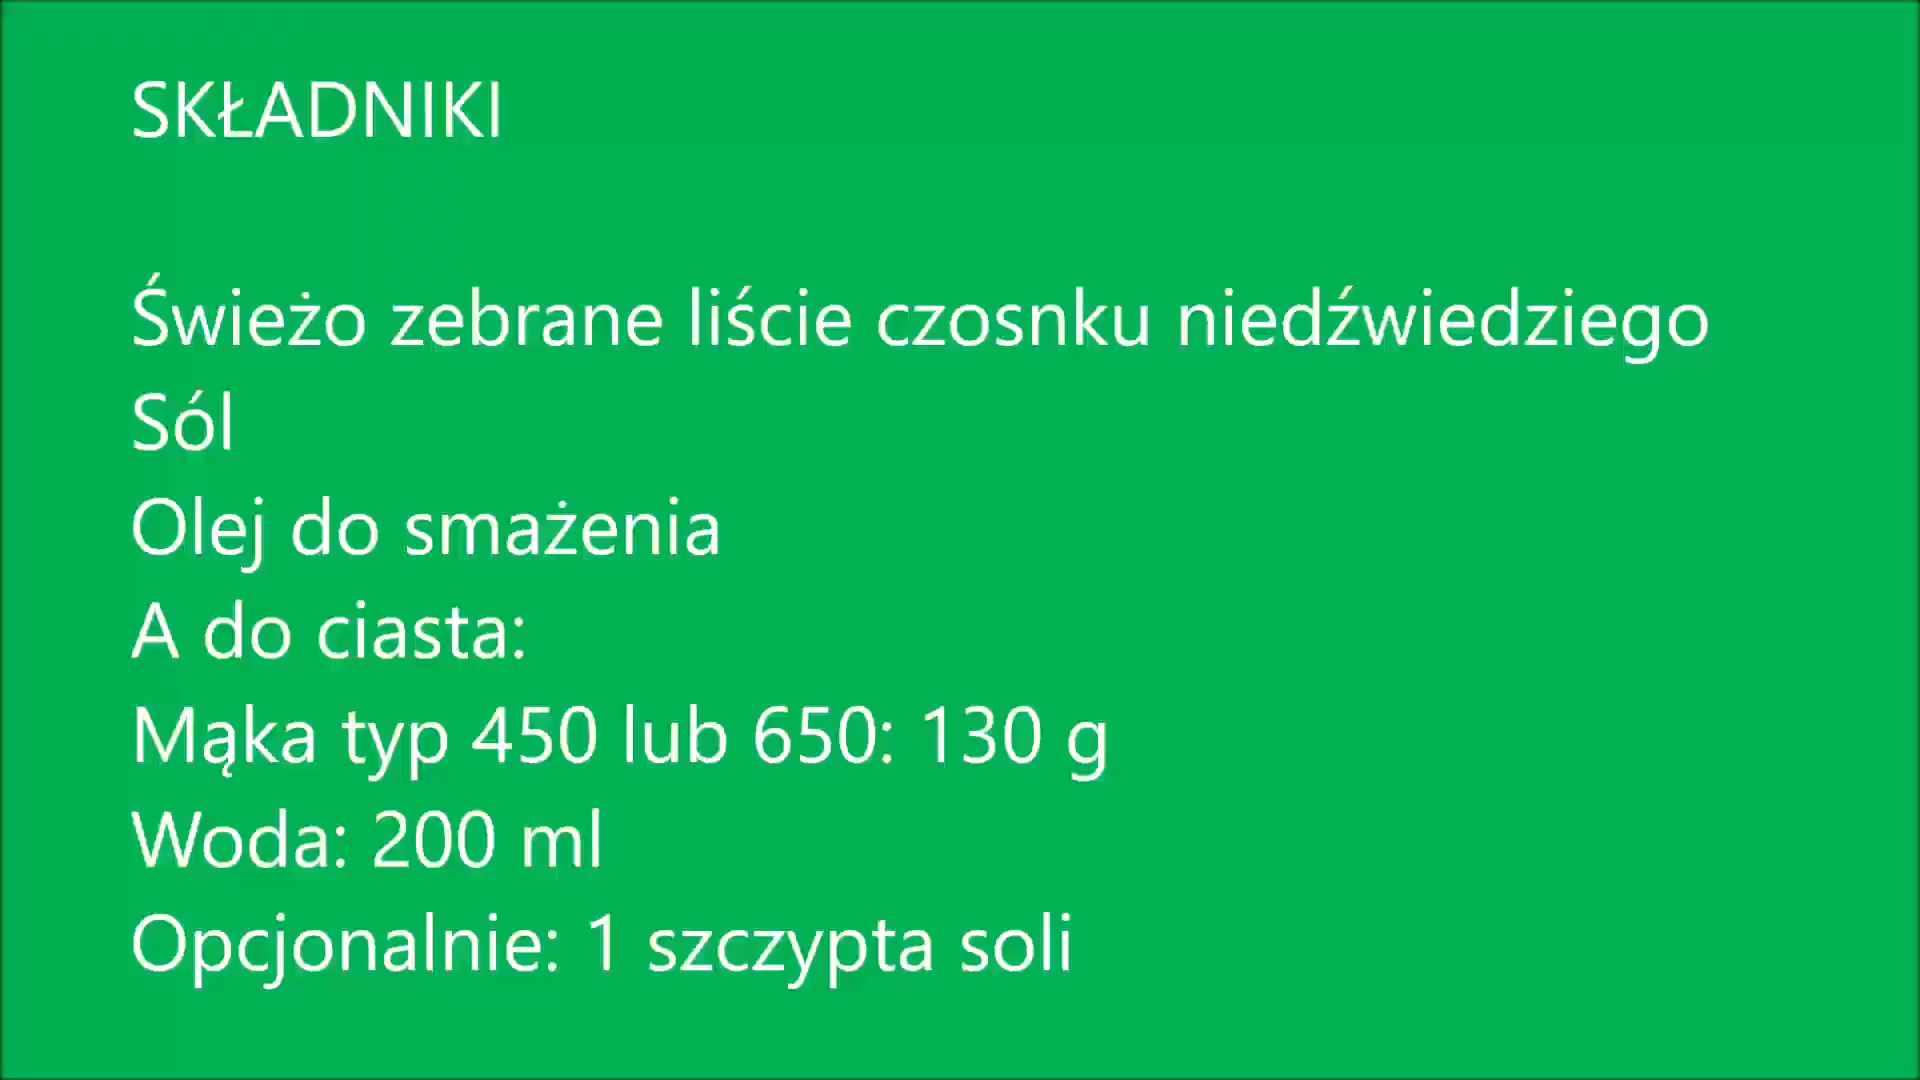 SKŁADNIKI
Świeżo zebrane liście czosnku niedźwiedziego
Sól
Olej do smażenia
A do ciasta:
Mąka typ 450 lub 650: 130 g
Woda: 200 ml
Opcjonalnie: 1 szczypta soli